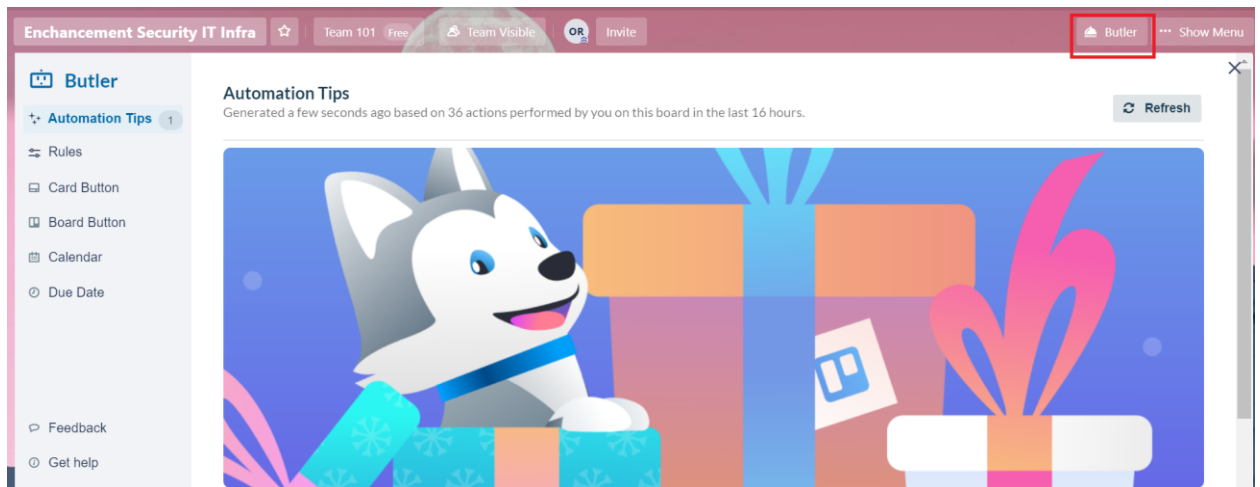 Enchancement Security IT Infra Team 101 Free Team Visible OR Invite Butler ··· Show Menu
Butler
Automation Tips 1
Rules
Card Button
Board Button
Calendar
Due Date
Feedback
Get help
Automation Tips
Generated a few seconds ago based on 36 actions performed by you on this board in the last 16 hours.
Refresh